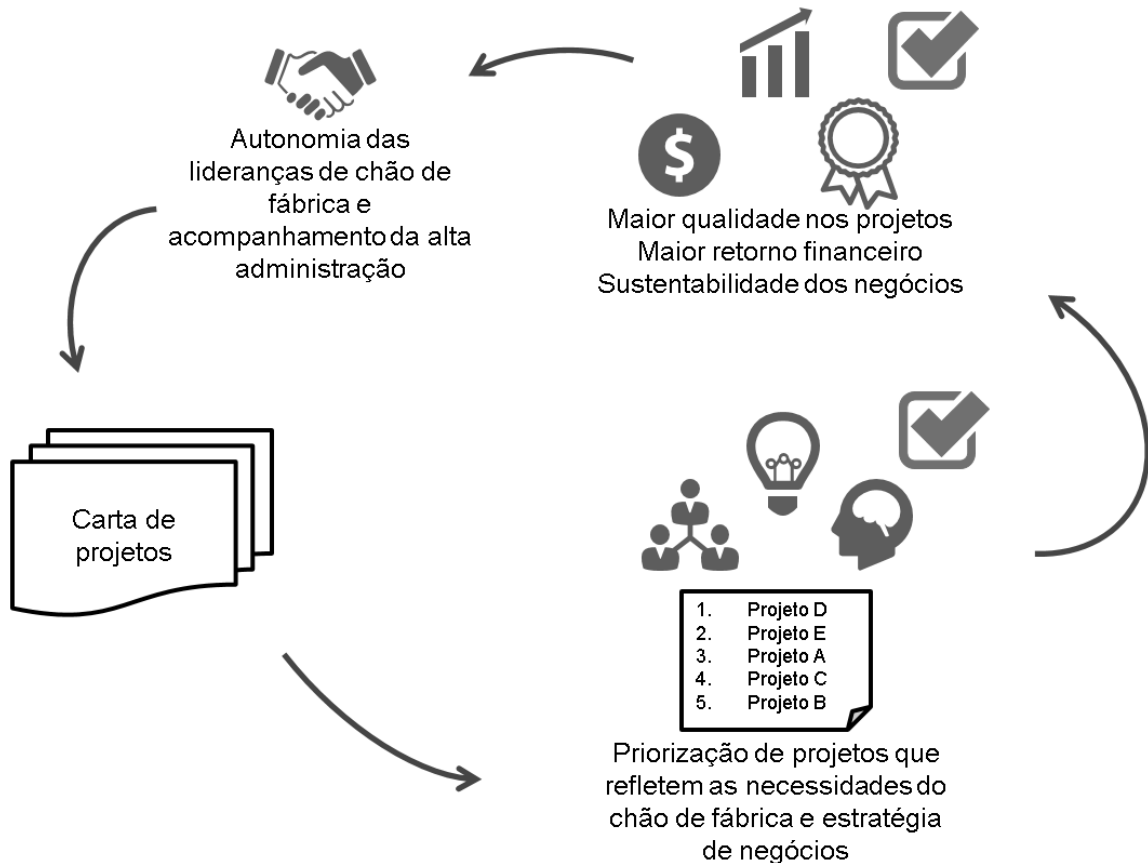 Autonomia das
lideranças de chão de
fábrica e
acompanhamento da alta
administração
$
Maior qualidade nos projetos
Maior retorno financeiro
Sustentabilidade dos negócios
Carta de
projetos
1. Projeto D
2. Projeto E
3. Projeto A
4. Projeto C
5. Projeto B
Priorização de projetos que
refletem as necessidades do
chão de fábrica e estratégia
de negócios